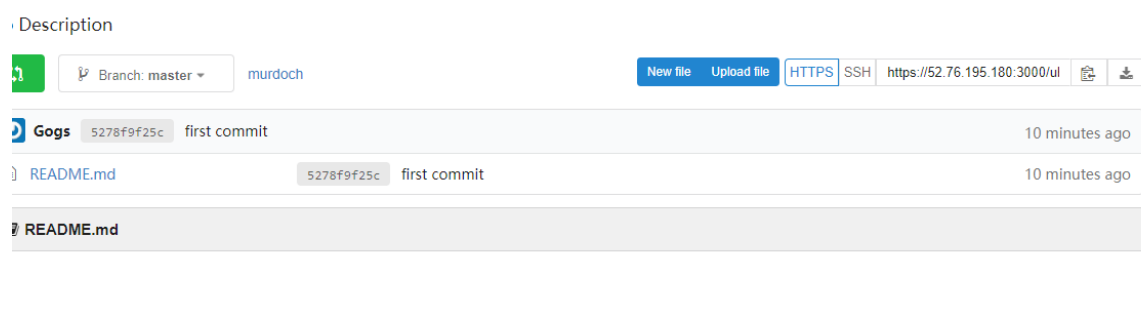 Description
Branch: master murdoch New file Upload file HTTPS SSH https://52.76.195.180:3000/ul
Gogs 5278f9f25c first commit 10 minutes ago
README.md 5278f9f25c first commit 10 minutes ago
README.md